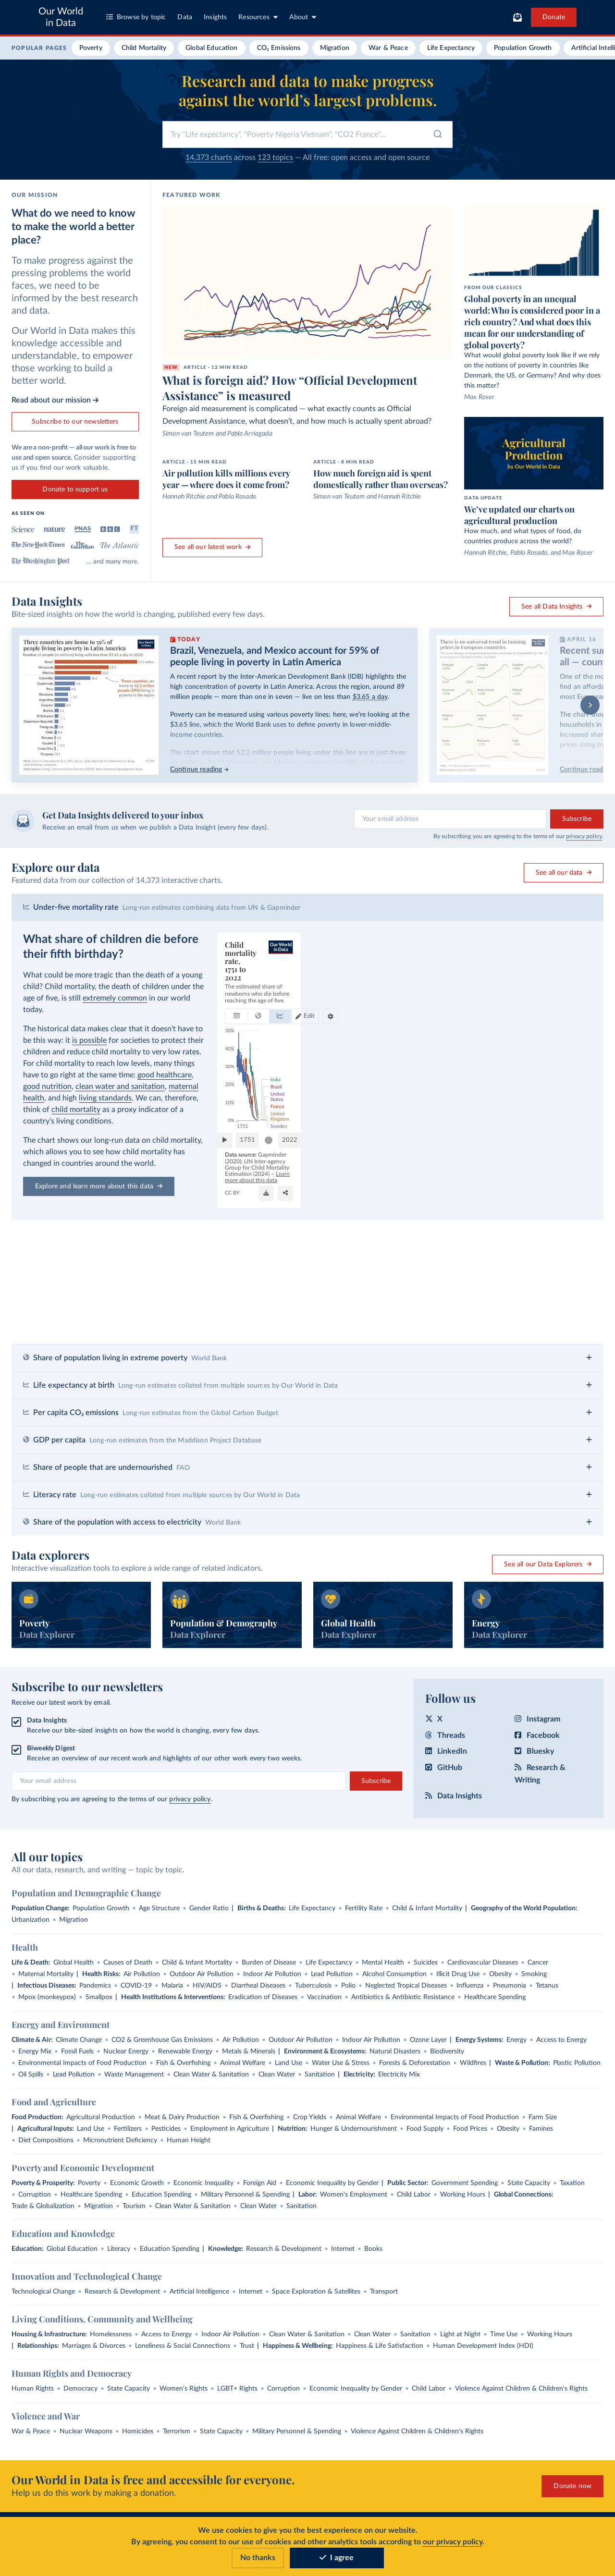 Our World
in Data
Browse by topic
Data
Insights
Resources
About
Donate
POPULAR PAGES
Poverty
Child Mortality
Global Education
CO₂ Emissions
Migration
War & Peace
Life Expectancy
Population Growth
Artificial Intelli
Research and data to make progress
against the world's largest problems.
Try "Life expectancy", "Poverty Nigeria Vietnam", "CO2 France"...
14,373 charts across 123 topics — All free: open access and open source
OUR MISSION
What do we need to know
to make the world a better
place?
To make progress against the
pressing problems the world
faces, we need to be
informed by the best research
and data.
Our World in Data makes this
knowledge accessible and
understandable, to empower
those working to build a
better world.
Read about our mission →
Subscribe to our newsletters
We are a non-profit — all our work is free to
use and open source. Consider supporting
us if you find our work valuable.
Donate to support us
AS SEEN ON
Science
nature
PNAS
BBC
FT
The New York Times
The Guardian
The Atlantic
The Washington Post
... and many more.
FEATURED WORK
NEW ARTICLE • 12 MIN READ
What is foreign aid? How "Official Development
Assistance" is measured
Foreign aid measurement is complicated — what exactly counts as Official
Development Assistance, what doesn't, and how much is actually spent abroad?
Simon van Teutem and Pablo Arriagada
ARTICLE • 15 MIN READ
Air pollution kills millions every
year — where does it come from?
Hannah Ritchie and Pablo Rosado
ARTICLE • 8 MIN READ
How much foreign aid is spent
domestically rather than overseas?
Simon van Teutem and Hannah Ritchie
See all our latest work →
FROM OUR CLASSICS
Global poverty in an unequal
world: Who is considered poor in a
rich country? And what does this
mean for our understanding of
global poverty?
What would global poverty look like if we rely
on the notions of poverty in countries like
Denmark, the US, or Germany? And why does
this matter?
Max Roser
Agricultural
Production
by Our World in Data
DATA UPDATE
We've updated our charts on
agricultural production
How much, and what types of food, do
countries produce across the world?
Hannah Ritchie, Pablo Rosado, and Max Roser
Data Insights
Bite-sized insights on how the world is changing, published every few days.
See all Data Insights →
Three countries are home to 59% of
people living in poverty in Latin America
TODAY
Brazil, Venezuela, and Mexico account for 59% of
people living in poverty in Latin America
A recent report by the Inter-American Development Bank (IDB) highlights the
high concentration of poverty in Latin America. Across the region, around 89
million people — more than one in seven — live on less than $3.65 a day.
Poverty can be measured using various poverty lines; here, we're looking at the
$3.65 line, which the World Bank uses to define poverty in lower-middle-
income countries.
The chart shows that 52.2 million people living under this line are in just three
Continue reading →
There is no universal trend in housing
prices in European countries
APRIL 16
Recent sur
all — count
One of the mo
find an afforda
most Europea
The chart show
households in
increased shar
prices rising by
Continue read
Get Data Insights delivered to your inbox
Receive an email from us when we publish a Data Insight (every few days).
Your email address
Subscribe
By subscribing you are agreeing to the terms of our privacy policy.
Explore our data
Featured data from our collection of 14,373 interactive charts.
See all our data →
Under-five mortality rate Long-run estimates combining data from UN & Gapminder
What share of children die before
their fifth birthday?
What could be more tragic than the death of a young
child? Child mortality, the death of children under the
age of five, is still extremely common in our world
today.
The historical data makes clear that it doesn't have to
be this way: it is possible for societies to protect their
children and reduce child mortality to very low rates.
For child mortality to reach low levels, many things
have to go right at the same time: good healthcare,
good nutrition, clean water and sanitation, maternal
health, and high living standards. We can, therefore,
think of child mortality as a proxy indicator of a
country's living conditions.
The chart shows our long-run data on child mortality,
which allows you to see how child mortality has
changed in countries around the world.
Explore and learn more about this data →
Child
mortality
rate,
1751 to
2022
Our World
in Data
The estimated share of
newborns who die before
reaching the age of five.
Edit
50%
40%
30%
20%
10%
0%
India
Brazil
United
States
France
United
Kingdom
Sweden
1751
1751
2022
Data source: Gapminder
(2020); UN Inter-agency
Group for Child Mortality
Estimation (2024) – Learn
more about this data
CC BY
Share of population living in extreme poverty World Bank
Life expectancy at birth Long-run estimates collated from multiple sources by Our World in Data
Per capita CO₂ emissions Long-run estimates from the Global Carbon Budget
GDP per capita Long-run estimates from the Maddison Project Database
Share of people that are undernourished FAO
Literacy rate Long-run estimates collated from multiple sources by Our World in Data
Share of the population with access to electricity World Bank
Data explorers
Interactive visualization tools to explore a wide range of related indicators.
See all our Data Explorers →
Poverty
Data Explorer
Population & Demography
Data Explorer
Global Health
Data Explorer
Energy
Data Explorer
Subscribe to our newsletters
Receive our latest work by email.
Data Insights
Receive our bite-sized insights on how the world is changing, every few days.
Biweekly Digest
Receive an overview of our recent work and highlights of our other work every two weeks.
Your email address
Subscribe
By subscribing you are agreeing to the terms of our privacy policy.
Follow us
X
Instagram
Threads
Facebook
LinkedIn
Bluesky
GitHub
Research &
Writing
Data Insights
All our topics
All our data, research, and writing — topic by topic.
Population and Demographic Change
Population Change: Population Growth • Age Structure • Gender Ratio | Births & Deaths: Life Expectancy • Fertility Rate • Child & Infant Mortality | Geography of the World Population:
Urbanization • Migration
Health
Life & Death: Global Health • Causes of Death • Child & Infant Mortality • Burden of Disease • Life Expectancy • Mental Health • Suicides • Cardiovascular Diseases • Cancer
• Maternal Mortality | Health Risks: Air Pollution • Outdoor Air Pollution • Indoor Air Pollution • Lead Pollution • Alcohol Consumption • Illicit Drug Use • Obesity • Smoking
| Infectious Diseases: Pandemics • COVID-19 • Malaria • HIV/AIDS • Diarrheal Diseases • Tuberculosis • Polio • Neglected Tropical Diseases • Influenza • Pneumonia • Tetanus
• Mpox (monkeypox) • Smallpox | Health Institutions & Interventions: Eradication of Diseases • Vaccination • Antibiotics & Antibiotic Resistance • Healthcare Spending
Energy and Environment
Climate & Air: Climate Change • CO2 & Greenhouse Gas Emissions • Air Pollution • Outdoor Air Pollution • Indoor Air Pollution • Ozone Layer | Energy Systems: Energy • Access to Energy
• Energy Mix • Fossil Fuels • Nuclear Energy • Renewable Energy • Metals & Minerals | Environment & Ecosystems: Natural Disasters • Biodiversity
• Environmental Impacts of Food Production • Fish & Overfishing • Animal Welfare • Land Use • Water Use & Stress • Forests & Deforestation • Wildfires | Waste & Pollution: Plastic Pollution
• Oil Spills • Lead Pollution • Waste Management • Clean Water & Sanitation • Clean Water • Sanitation | Electricity: Electricity Mix
Food and Agriculture
Food Production: Agricultural Production • Meat & Dairy Production • Fish & Overfishing • Crop Yields • Animal Welfare • Environmental Impacts of Food Production • Farm Size
| Agricultural Inputs: Land Use • Fertilizers • Pesticides • Employment in Agriculture | Nutrition: Hunger & Undernourishment • Food Supply • Food Prices • Obesity • Famines
• Diet Compositions • Micronutrient Deficiency • Human Height
Poverty and Economic Development
Poverty & Prosperity: Poverty • Economic Growth • Economic Inequality • Foreign Aid • Economic Inequality by Gender | Public Sector: Government Spending • State Capacity • Taxation
• Corruption • Healthcare Spending • Education Spending • Military Personnel & Spending | Labor: Women's Employment • Child Labor • Working Hours | Global Connections:
Trade & Globalization • Migration • Tourism • Clean Water & Sanitation • Clean Water • Sanitation
Education and Knowledge
Education: Global Education • Literacy • Education Spending | Knowledge: Research & Development • Internet • Books
Innovation and Technological Change
Technological Change • Research & Development • Artificial Intelligence • Internet • Space Exploration & Satellites • Transport
Living Conditions, Community and Wellbeing
Housing & Infrastructure: Homelessness • Access to Energy • Indoor Air Pollution • Clean Water & Sanitation • Clean Water • Sanitation • Light at Night • Time Use • Working Hours
| Relationships: Marriages & Divorces • Loneliness & Social Connections • Trust | Happiness & Wellbeing: Happiness & Life Satisfaction • Human Development Index (HDI)
Human Rights and Democracy
Human Rights • Democracy • State Capacity • Women's Rights • LGBT+ Rights • Corruption • Economic Inequality by Gender • Child Labor • Violence Against Children & Children's Rights
Violence and War
War & Peace • Nuclear Weapons • Homicides • Terrorism • State Capacity • Military Personnel & Spending • Violence Against Children & Children's Rights
Our World in Data is free and accessible for everyone.
Help us do this work by making a donation.
Donate now
We use cookies to give you the best experience on our website.
By agreeing, you consent to our use of cookies and other analytics tools according to our privacy policy.
No thanks
I agree